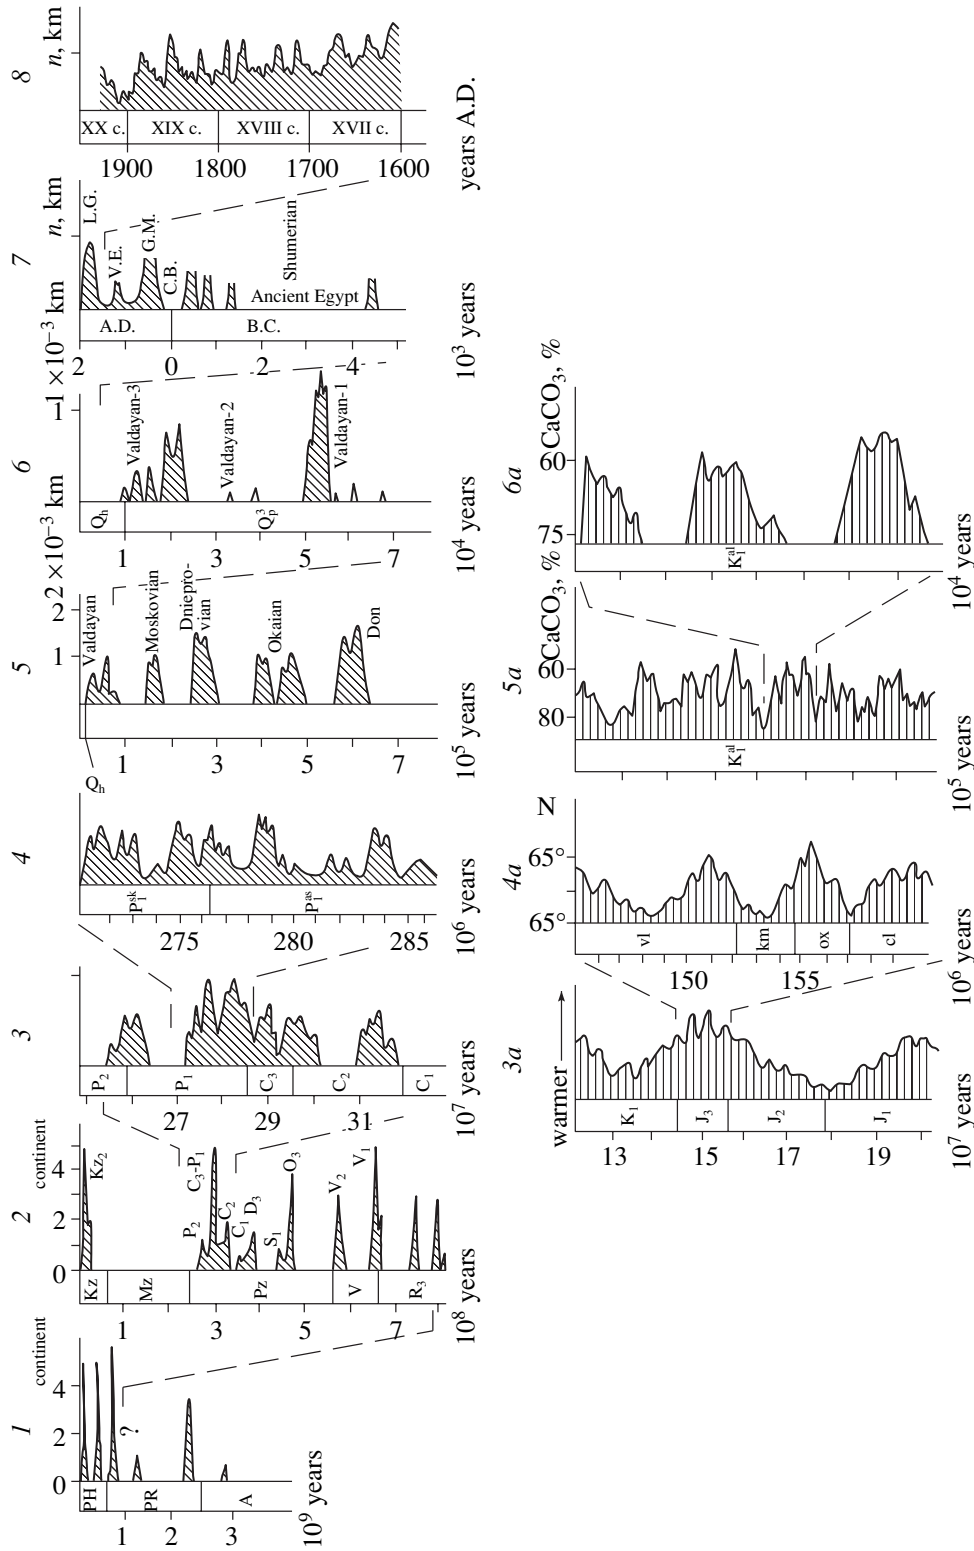 8
n, km
XX c.
XIX c.
XVIII c.
XVII c.
1900
1800
1700
1600
years A.D.
7
n, km
L.G.
V.E.
G.M.
C.B.
Shumerian
Ancient Egypt
A.D.
B.C.
2
0
2
4
10³ years
6
1 ×10⁻³ km
1
Valdayan-3
Valdayan-2
Valdayan-1
Qₕ
Q³ₚ
1
3
5
7
10⁴ years
5
2 ×10⁻³ km
2
1
Valdayan
Moskovian
Dniepro-
vian
Okaian
Don
1
3
5
7
10⁵ years
Qₕ
4
P₁ˢᵏ
P₁ᵃˢ
275
280
285
10⁶ years
3
P₂
P₁
C₃
C₂
C₁
27
29
31
10⁷ years
2
continent
4
2
0
Kz₂
P₂
C₃-P₁
C₂
C₁
D₃
S₁
O₃
V₂
V₁
Kz
Mz
Pz
V
R₃
1
3
5
7
10⁸ years
1
continent
4
2
0
?
PH
PR
A
1
2
3
10⁹ years
6a
CaCO₃, %
60
75
K₁ᵃˡ
10⁴ years
5a
CaCO₃, %
60
80
K₁ᵃˡ
10⁵ years
4a
N
65°
65°
vl
km
ox
cl
150
155
10⁶ years
3a
warmer
K₁
J₃
J₂
J₁
13
15
17
19
10⁷ years